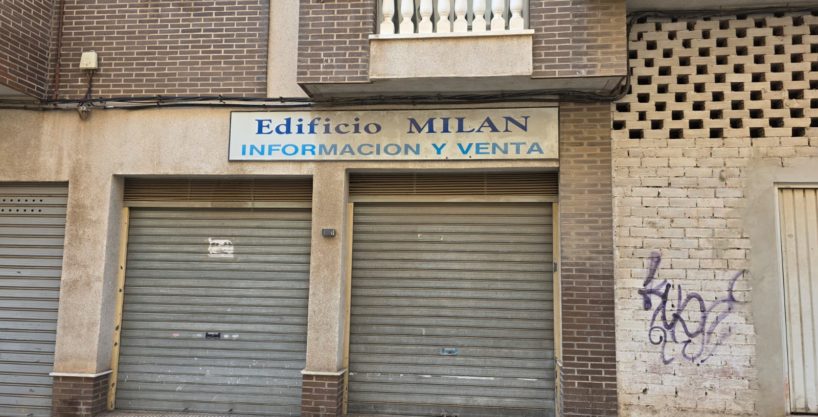 Edificio MILAN
INFORMACION Y VENTA